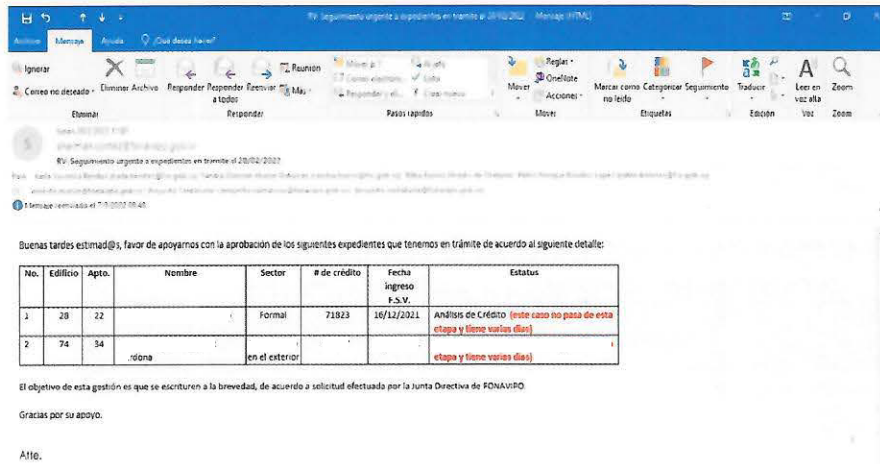 RV: Seguimiento urgente a expedientes en tramite al 28/02/2022 - Mensaje (HTML)
Archivo Mensaje Ayuda ¿Qué desea hacer?
Ignorar
Correo no deseado
Eliminar Archivo
Responder Responder a todos Reenviar
Reunión
Más
Mover a: ?
Mover
Reglas
OneNote
Acciones
Marcar como no leído Categorizar Seguimiento
Traducir
Leer en voz alta
Zoom
Eliminar Responder Pasos rápidos Mover Etiquetas Edición Voz Zoom
S
RV: Seguimiento urgente a expedientes en tramite al 28/02/2022
Buenas tardes estimad@s, favor de apoyarnos con la aprobación de los siguientes expedientes que tenemos en trámite de acuerdo al siguiente detalle:
No. Edificio Apto. Nombre Sector # de crédito Fecha ingreso F.S.V. Estatus
1 28 22 Formal 71823 16/12/2021 Análisis de Crédito (este caso no pasa de esta etapa y tiene varios días)
2 74 34 .rdona en el exterior etapa y tiene varios días)
El objetivo de esta gestión es que se escrituren a la brevedad, de acuerdo a solicitud efectuada por la Junta Directiva de FONAVIPO.
Gracias por su apoyo.
Atte.